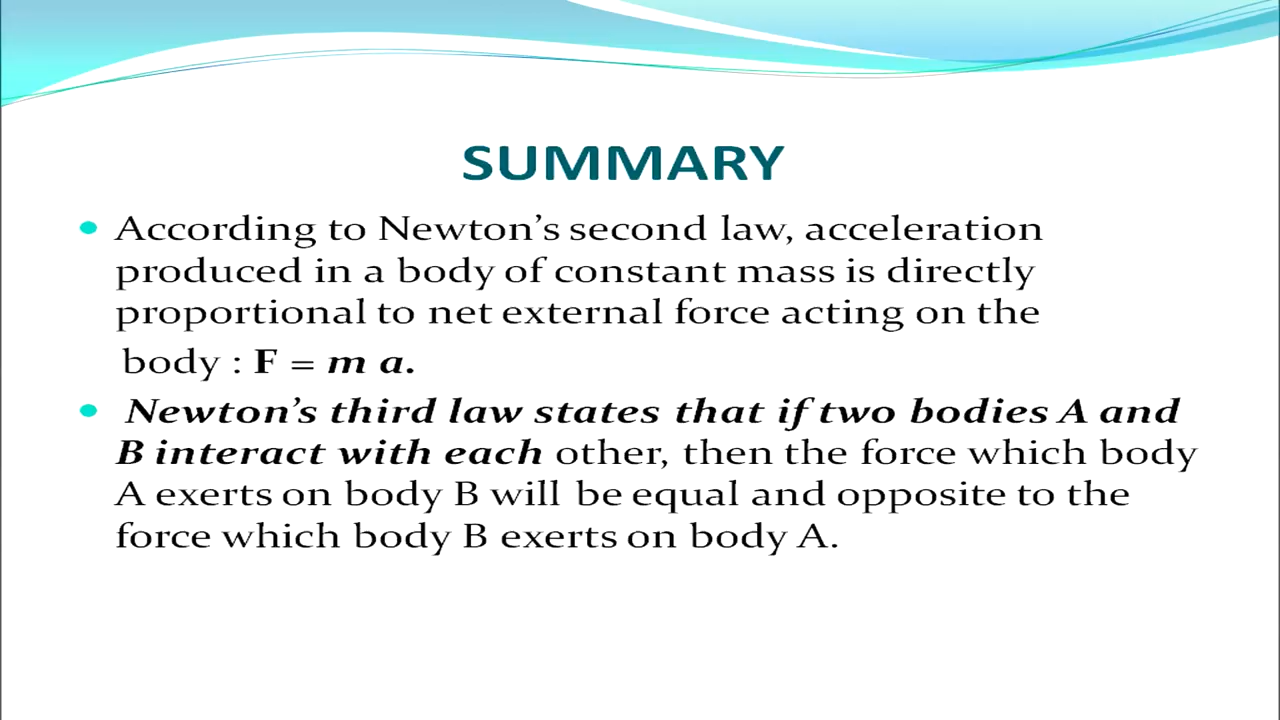 SUMMARY
• According to Newton’s second law, acceleration
produced in a body of constant mass is directly
proportional to net external force acting on the
body : F = m a.
• Newton’s third law states that if two bodies A and
B interact with each other, then the force which body
A exerts on body B will be equal and opposite to the
force which body B exerts on body A.